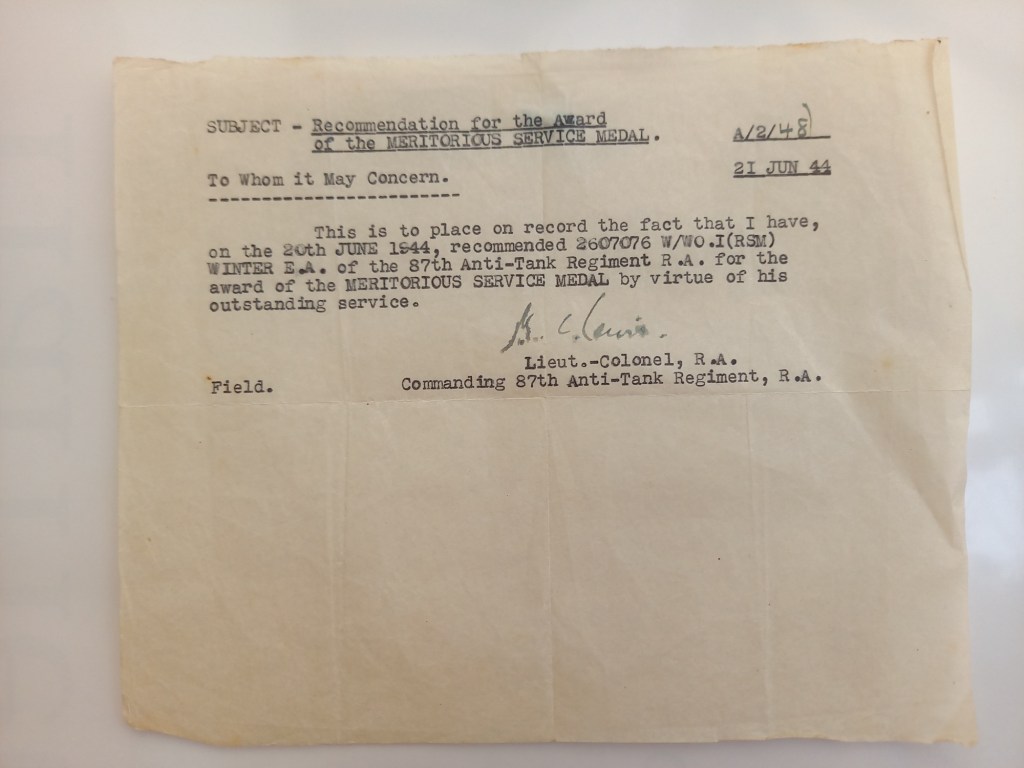 SUBJECT - Recommendation for the Award
of the MERITORIOUS SERVICE MEDAL.
A/2/48
21 JUN 44
To Whom it May Concern.
-----------------------
This is to place on record the fact that I have,
on the 20th JUNE 1944, recommended 2607076 W/WO.I(RSM)
WINTER E.A. of the 87th Anti-Tank Regiment R.A. for the
award of the MERITORIOUS SERVICE MEDAL by virtue of his
outstanding service.
Lieut.-Colonel, R.A.
Field. Commanding 87th Anti-Tank Regiment, R.A.